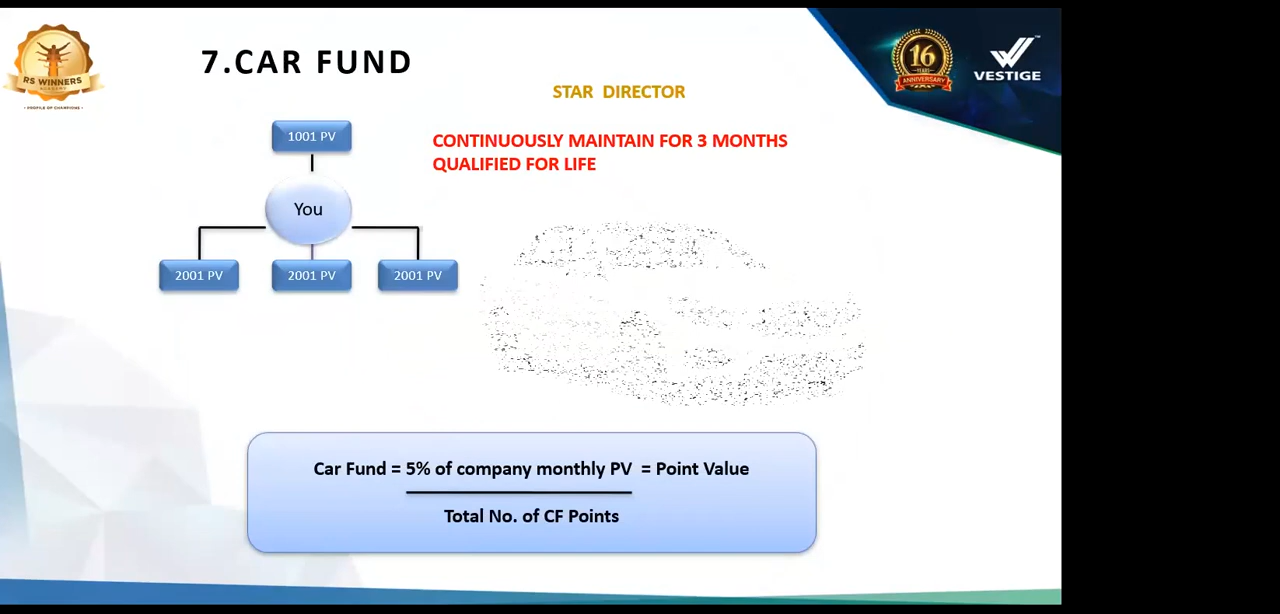 7.CAR FUND
RS WINNERS
ACADEMY
• PROFILE OF CHAMPIONS •
16
YEARS
ANNIVERSARY
VESTIGE
TM
STAR DIRECTOR
CONTINUOUSLY MAINTAIN FOR 3 MONTHS
QUALIFIED FOR LIFE
1001 PV
You
2001 PV 2001 PV 2001 PV
Car Fund = 5% of company monthly PV = Point Value
Total No. of CF Points